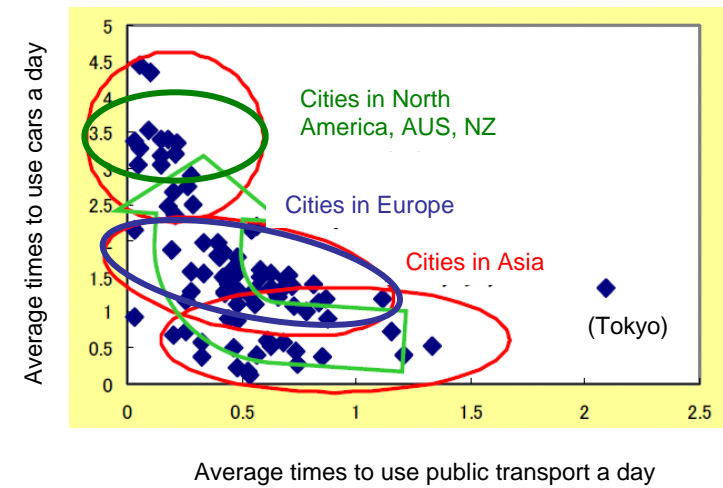 Average times to use cars a day
5
4.5
4
3.5
3
2.5
1.5
1
0.5
0
Cities in North
America, AUS, NZ
Cities in Europe
Cities in Asia
(Tokyo)
0
0.5
1
1.5
2
2.5
Average times to use public transport a day